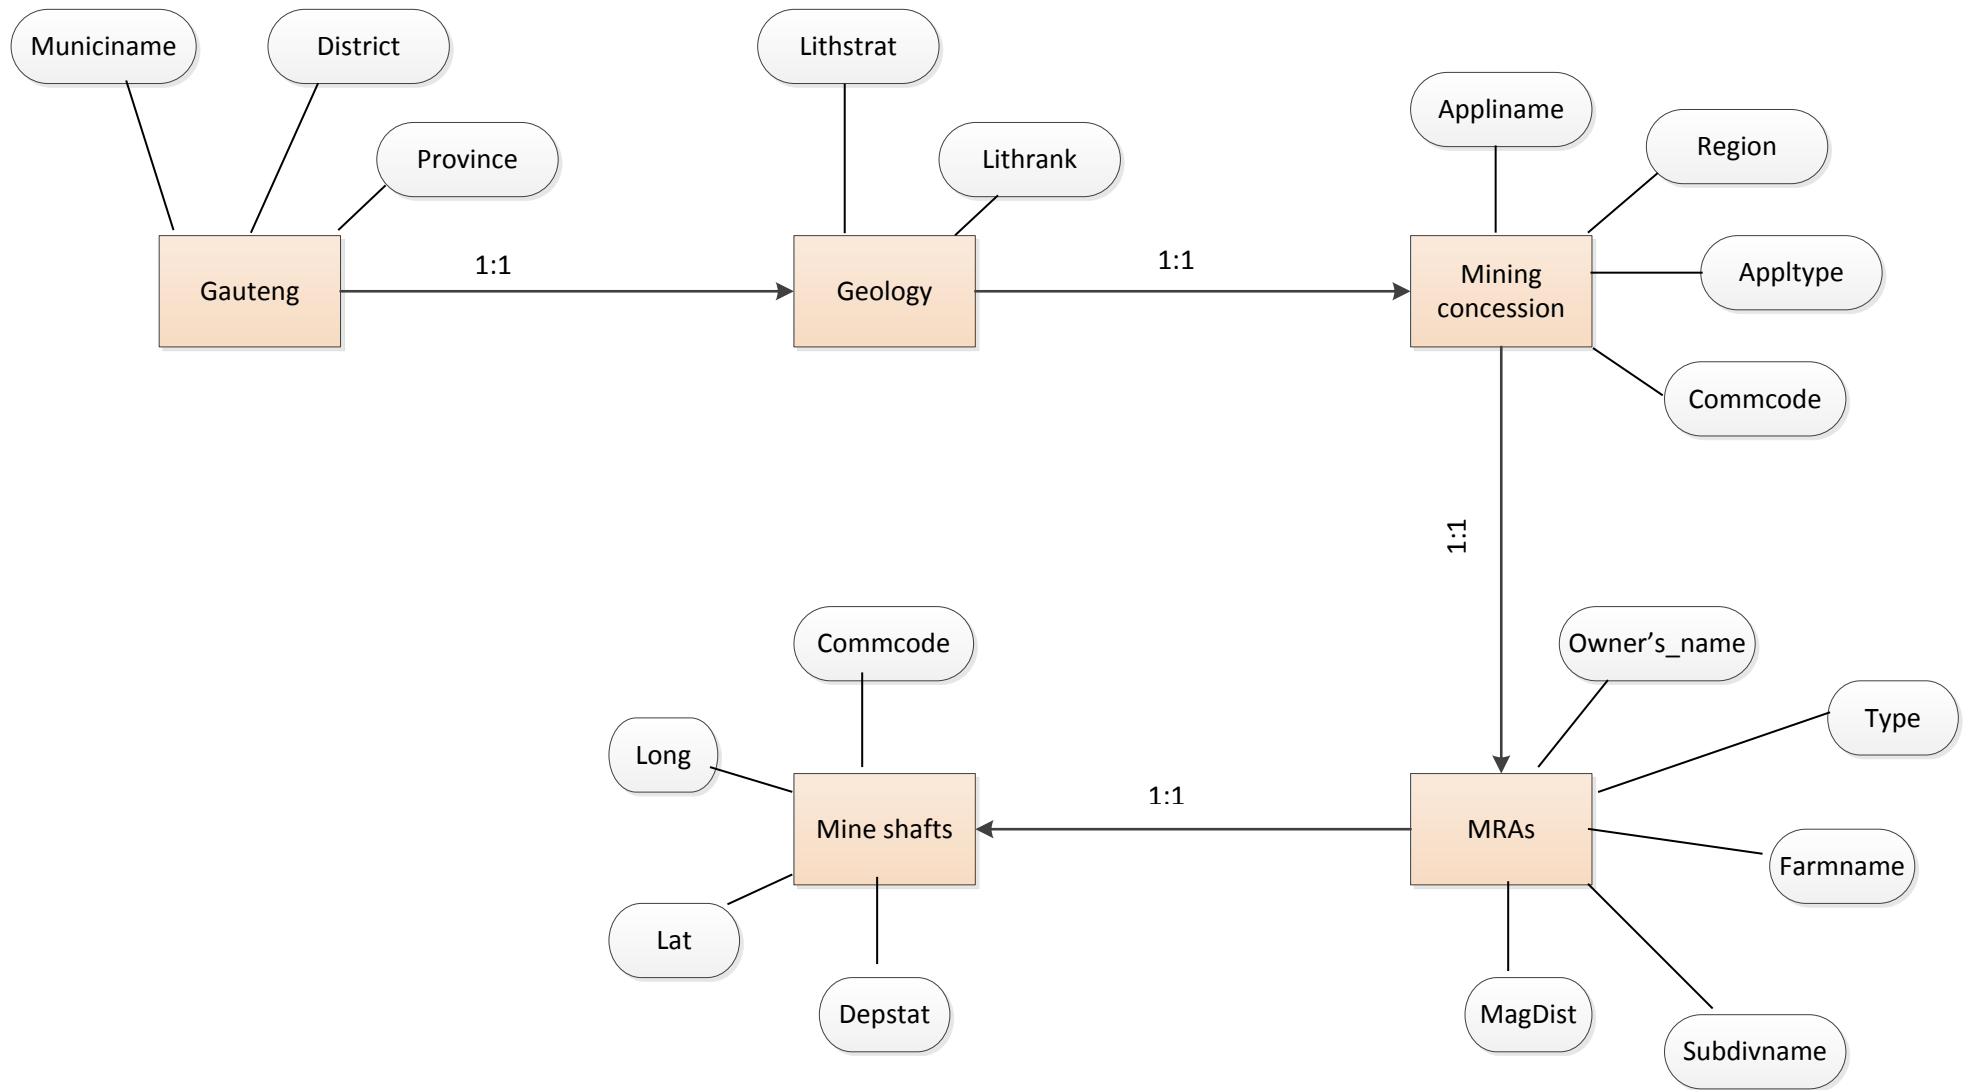 Municiname
District
Lithstrat
Appliname
Region
Province
Lithrank
Gauteng
1:1
Geology
1:1
Mining
concession
Appltype
Commcode
1:1
Commcode
Owner's_name
Type
Long
Mine shafts
1:1
MRAs
Farmname
Lat
Depstat
MagDist
Subdivname